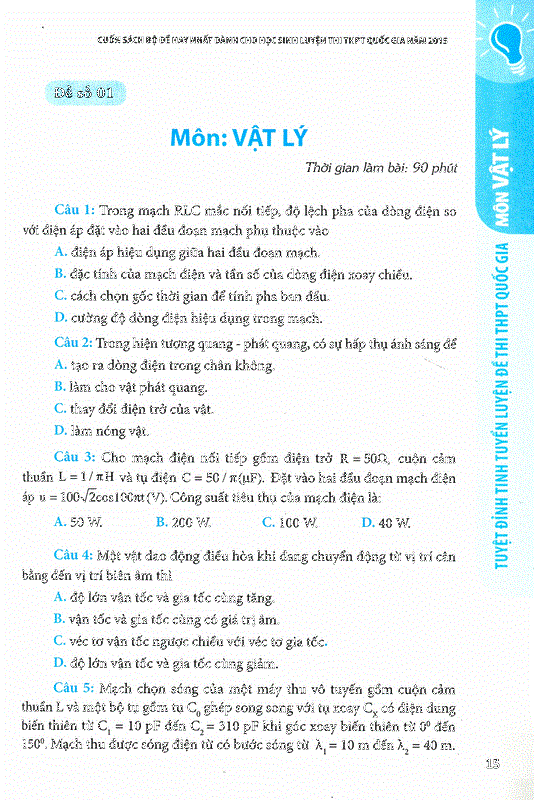 CUỐN SÁCH BỘ ĐỀ HAY NHẤT DÀNH CHO HỌC SINH LUYỆN THI THPT QUỐC GIA NĂM 2015
Đề số 01
Môn: VẬT LÝ
Thời gian làm bài: 90 phút
Câu 1: Trong mạch RLC mắc nối tiếp, độ lệch pha của dòng điện so
với điện áp đặt vào hai đầu đoạn mạch phụ thuộc vào
A. điện áp hiệu dụng giữa hai đầu đoạn mạch.
B. đặc tính của mạch điện và tần số của dòng điện xoay chiều.
C. cách chọn gốc thời gian để tính pha ban đầu.
D. cường độ dòng điện hiệu dụng trong mạch.
Câu 2: Trong hiện tượng quang - phát quang, có sự hấp thụ ánh sáng để
A. tạo ra dòng điện trong chân không.
B. làm cho vật phát quang.
C. thay đổi điện trở của vật.
D. làm nóng vật.
Câu 3: Cho mạch điện nối tiếp gồm điện trở R = 50Ω, cuộn cảm
thuần L = 1/πH và tụ điện C = 50/π(μF). Đặt vào hai đầu đoạn mạch điện
áp u = 100√2cos100πt(V). Công suất tiêu thụ của mạch điện là:
A. 50 W. B. 200 W. C. 100 W. D. 40 W.
Câu 4: Một vật dao động điều hòa khi đang chuyển động từ vị trí cân
bằng đến vị trí biên âm thì
A. độ lớn vận tốc và gia tốc cùng tăng.
B. vận tốc và gia tốc cùng có giá trị âm.
C. véc tơ vận tốc ngược chiều với véc tơ gia tốc.
D. độ lớn vận tốc và gia tốc cùng giảm.
Câu 5: Mạch chọn sóng của một máy thu vô tuyến gồm cuộn cảm
thuần L và một bộ tụ gồm tụ C₀ ghép song song với tụ xoay Cₓ có điện dung
biến thiên từ C₁ = 10 pF đến C₂ = 310 pF khi góc xoay biến thiên từ 0⁰ đến
150⁰. Mạch thu được sóng điện từ có bước sóng từ λ₁ = 10 m đến λ₂ = 40 m.
MÔN VẬT LÝ
TUYỆT ĐỈNH TINH TUYỂN LUYỆN ĐỀ THI THPT QUỐC GIA
13